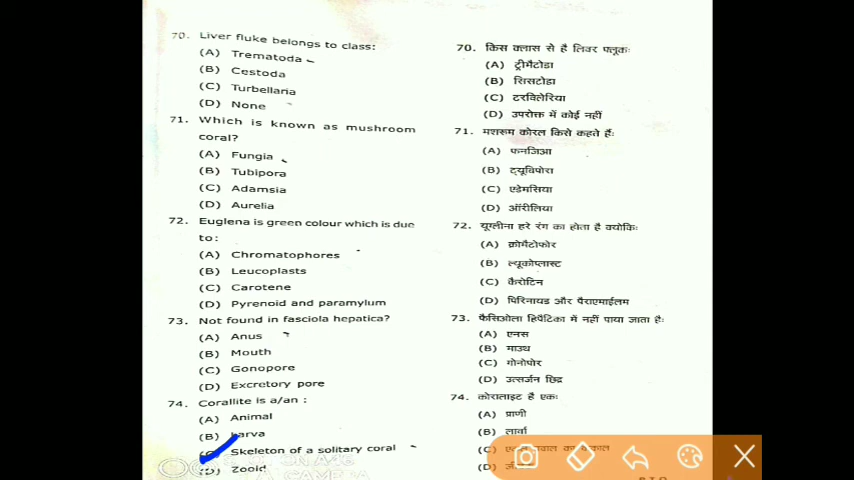 70. Liver fluke belongs to class:
(A) Trematoda
(B) Cestoda
(C) Turbellaria
(D) None
71. Which is known as mushroom
coral?
(A) Fungia
(B) Tubipora
(C) Adamsia
(D) Aurelia
72. Euglena is green colour which is due
to:
(A) Chromatophores
(B) Leucoplasts
(C) Carotene
(D) Pyrenoid and paramylum
73. Not found in fasciola hepatica?
(A) Anus
(B) Mouth
(C) Gonopore
(D) Excretory pore
74. Corallite is a/an :
(A) Animal
(B) Larva
(C) Skeleton of a solitary coral
(D) Zooid
70. किस क्लास से है लिवर फ्लूकः
(A) ट्रीमैटोडा
(B) सिसटोडा
(C) टरविलेरिया
(D) उपरोक्त में कोई नहीं
71. मशरूम कोरल किसे कहते हैं:
(A) फनजिआ
(B) ट्यूविपोरा
(C) एडेमसिया
(D) ऑरीलिया
72. यूग्लीना हरे रंग का होता है क्योकिः
(A) क्रोमैटोफोर
(B) ल्यूकोप्लास्ट
(C) कैरोटिन
(D) पिरिनायड और पैराएमाईलम
73. फैसिओला हिपैटिका में नहीं पाया जाता है:
(A) एनस
(B) माउथ
(C) गोनोपोर
(D) उत्सर्जन छिद्र
74. कोरालाइट है एकः
(A) प्राणी
(B) लार्वा
(C)
(D)